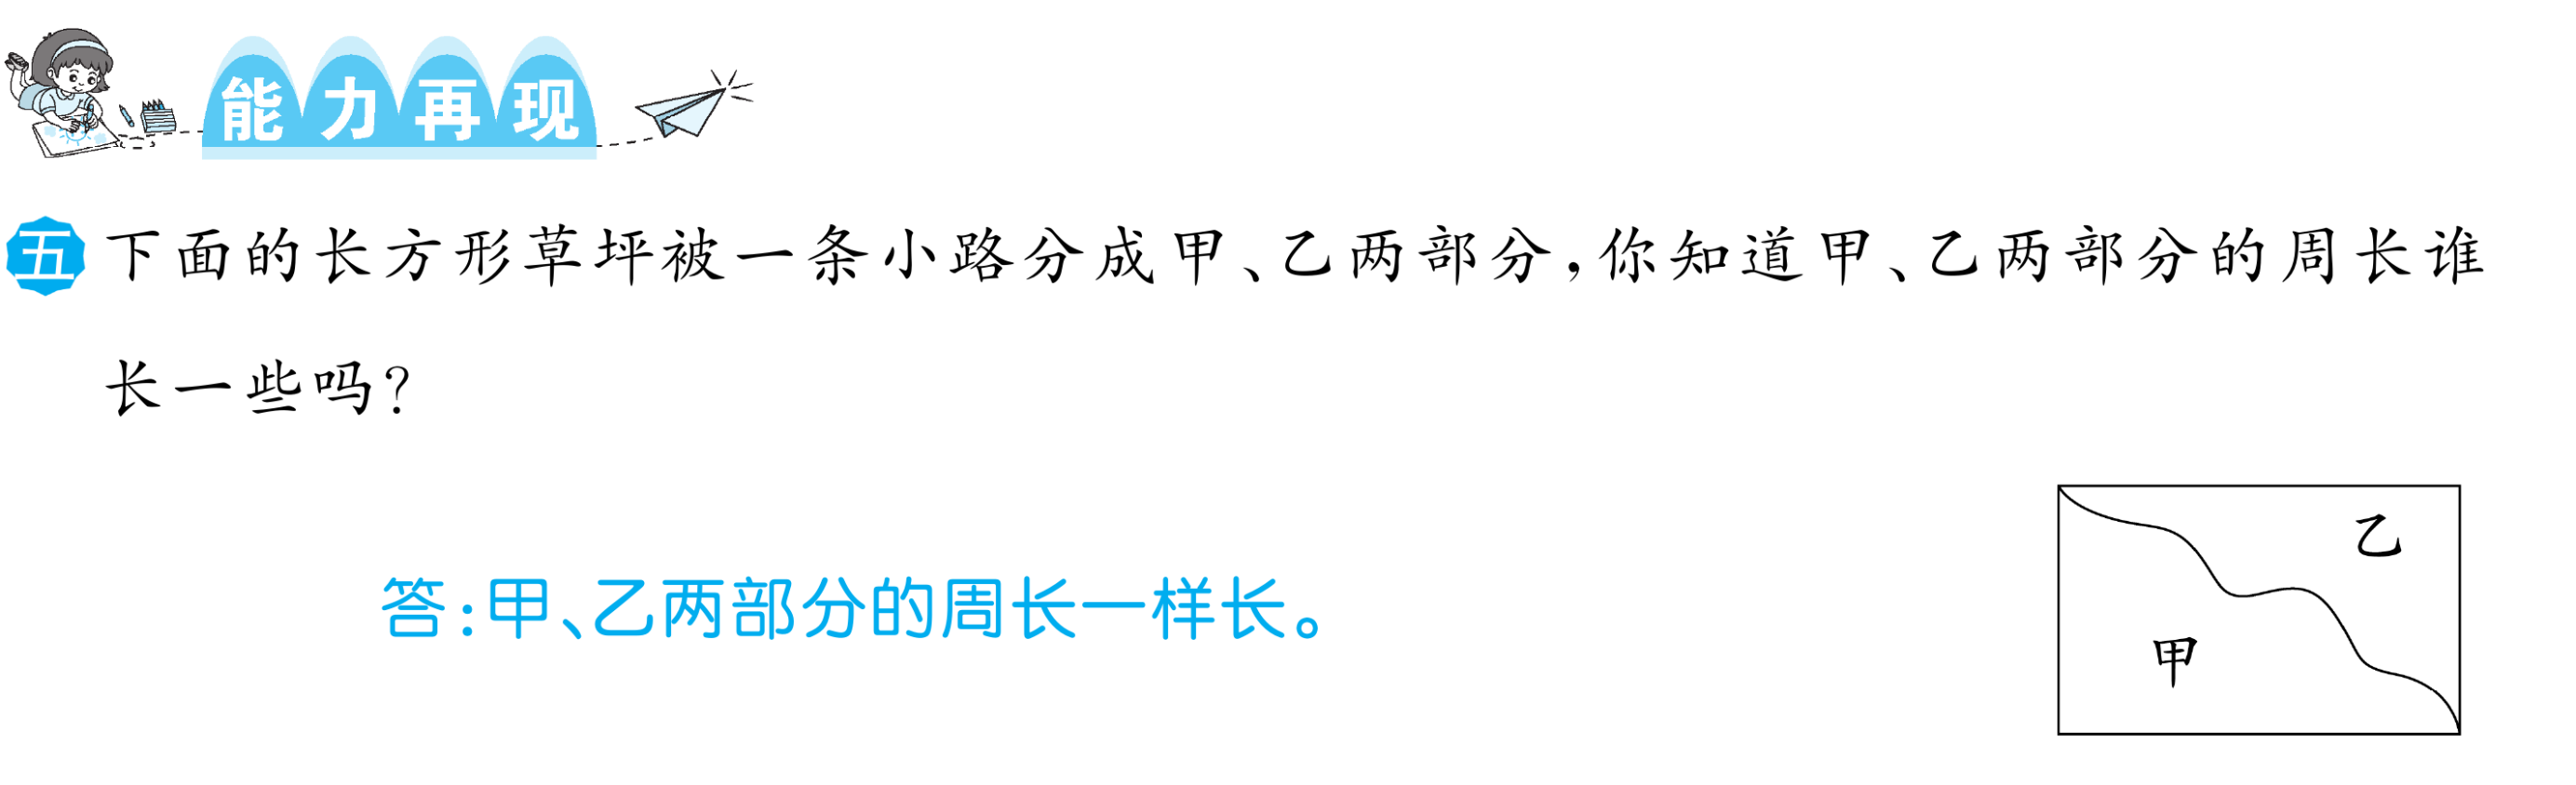 能力再现
五 下面的长方形草坪被一条小路分成甲、乙两部分,你知道甲、乙两部分的周长谁
长一些吗?
乙
答:甲、乙两部分的周长一样长。
甲